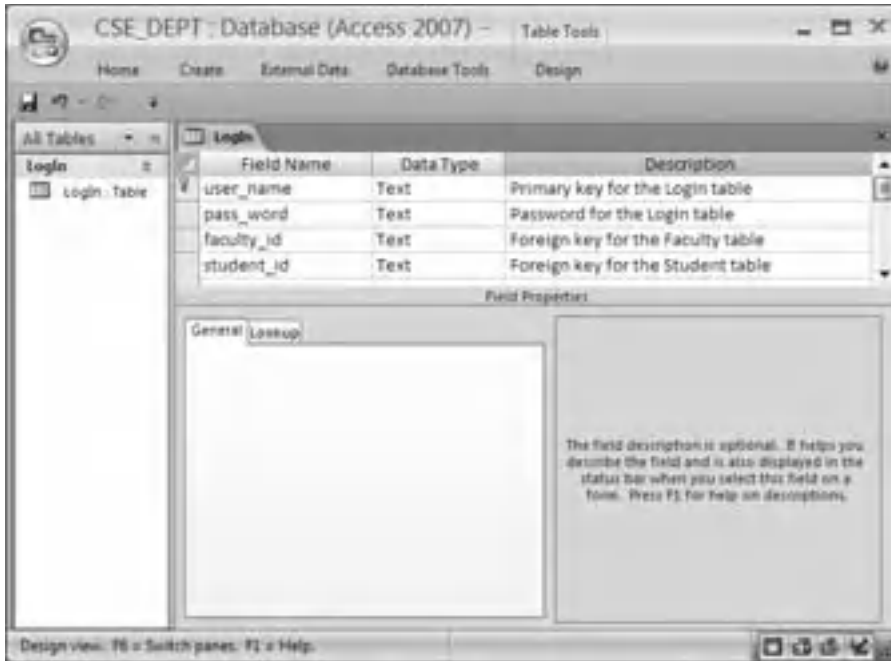 CSE_DEPT : Database (Access 2007) – Table Tools
Home Create External Data Database Tools Design
All Tables
LogIn
Field Name Data Type Description
LogIn
user_name Text Primary key for the Login table
LogIn : Table
pass_word Text Password for the Login table
faculty_id Text Foreign key for the Faculty table
student_id Text Foreign key for the Student table
Field Properties
General Lookup
The field description is optional. It helps you
describe the field and is also displayed in the
status bar when you select this field on a
form. Press F1 for help on descriptions.
Design view. F6 = Switch panes. F1 = Help.